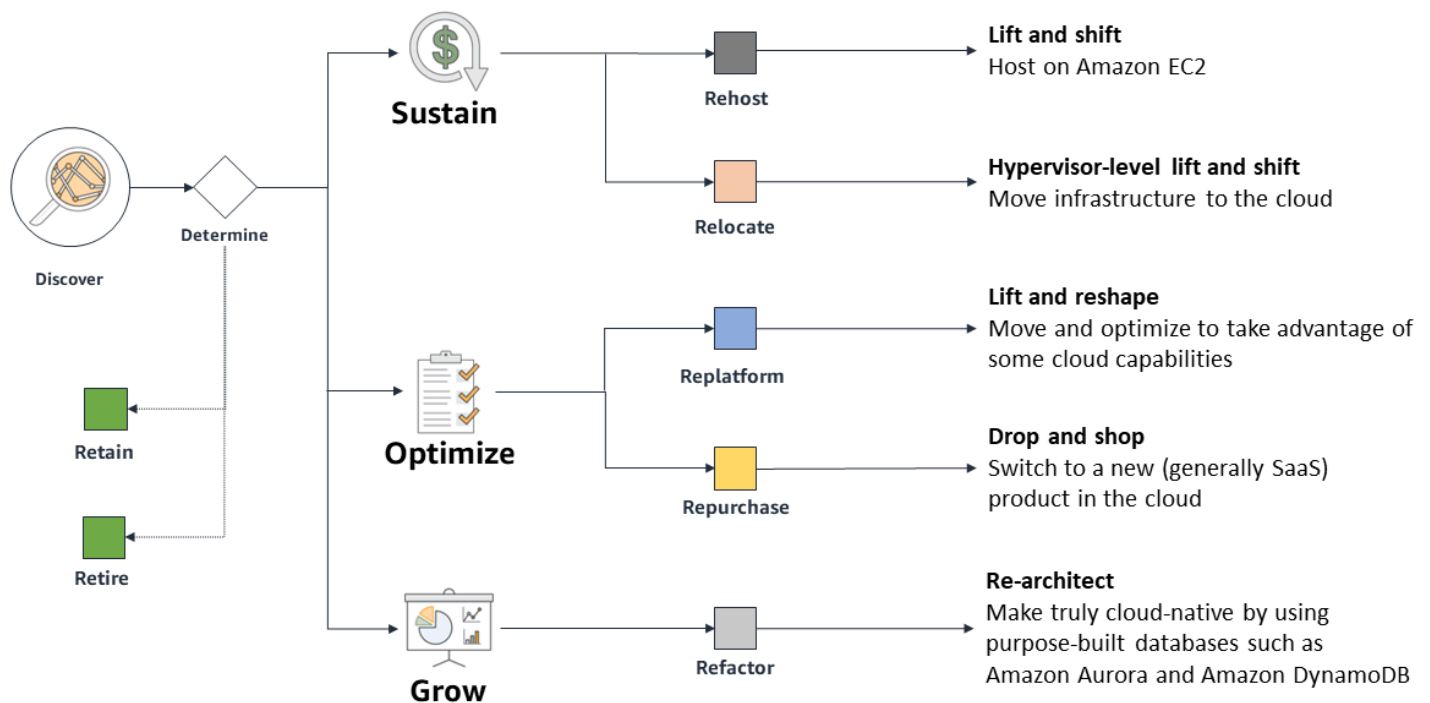 Discover
Determine
Retain
Retire
Sustain
Rehost
Lift and shift
Host on Amazon EC2
Relocate
Hypervisor-level lift and shift
Move infrastructure to the cloud
Optimize
Replatform
Lift and reshape
Move and optimize to take advantage of
some cloud capabilities
Repurchase
Drop and shop
Switch to a new (generally SaaS)
product in the cloud
Grow
Refactor
Re-architect
Make truly cloud-native by using
purpose-built databases such as
Amazon Aurora and Amazon DynamoDB